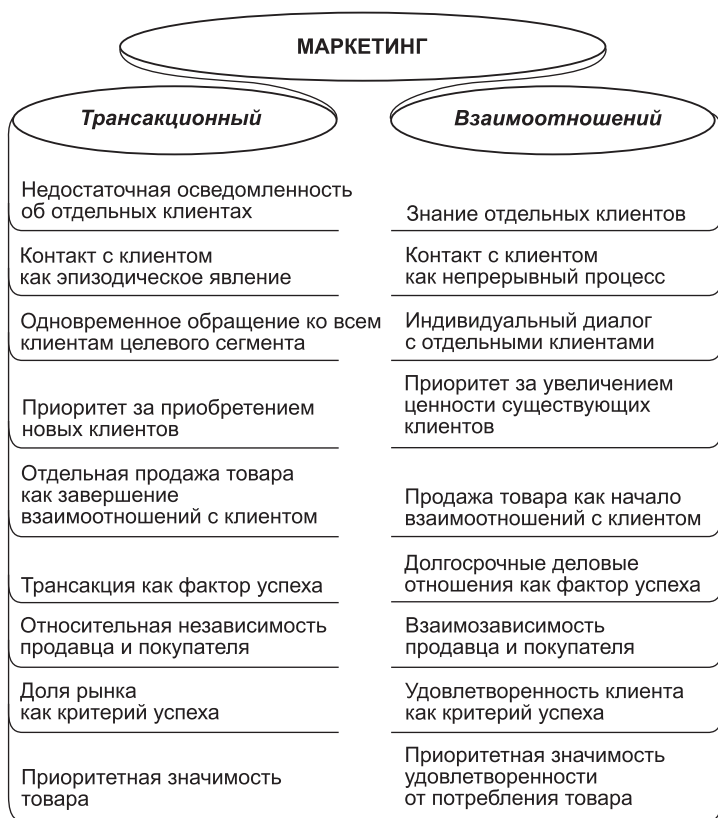 МАРКЕТИНГ
Трансакционный
Недостаточная осведомленность
об отдельных клиентах
Контакт с клиентом
как эпизодическое явление
Одновременное обращение ко всем
клиентам целевого сегмента
Приоритет за приобретением
новых клиентов
Отдельная продажа товара
как завершение
взаимоотношений с клиентом
Трансакция как фактор успеха
Относительная независимость
продавца и покупателя
Доля рынка
как критерий успеха
Приоритетная значимость
товара
Взаимоотношений
Знание отдельных клиентов
Контакт с клиентом
как непрерывный процесс
Индивидуальный диалог
с отдельными клиентами
Приоритет за увеличением
ценности существующих
клиентов
Продажа товара как начало
взаимоотношений с клиентом
Долгосрочные деловые
отношения как фактор успеха
Взаимозависимость
продавца и покупателя
Удовлетворенность клиента
как критерий успеха
Приоритетная значимость
удовлетворенности
от потребления товара